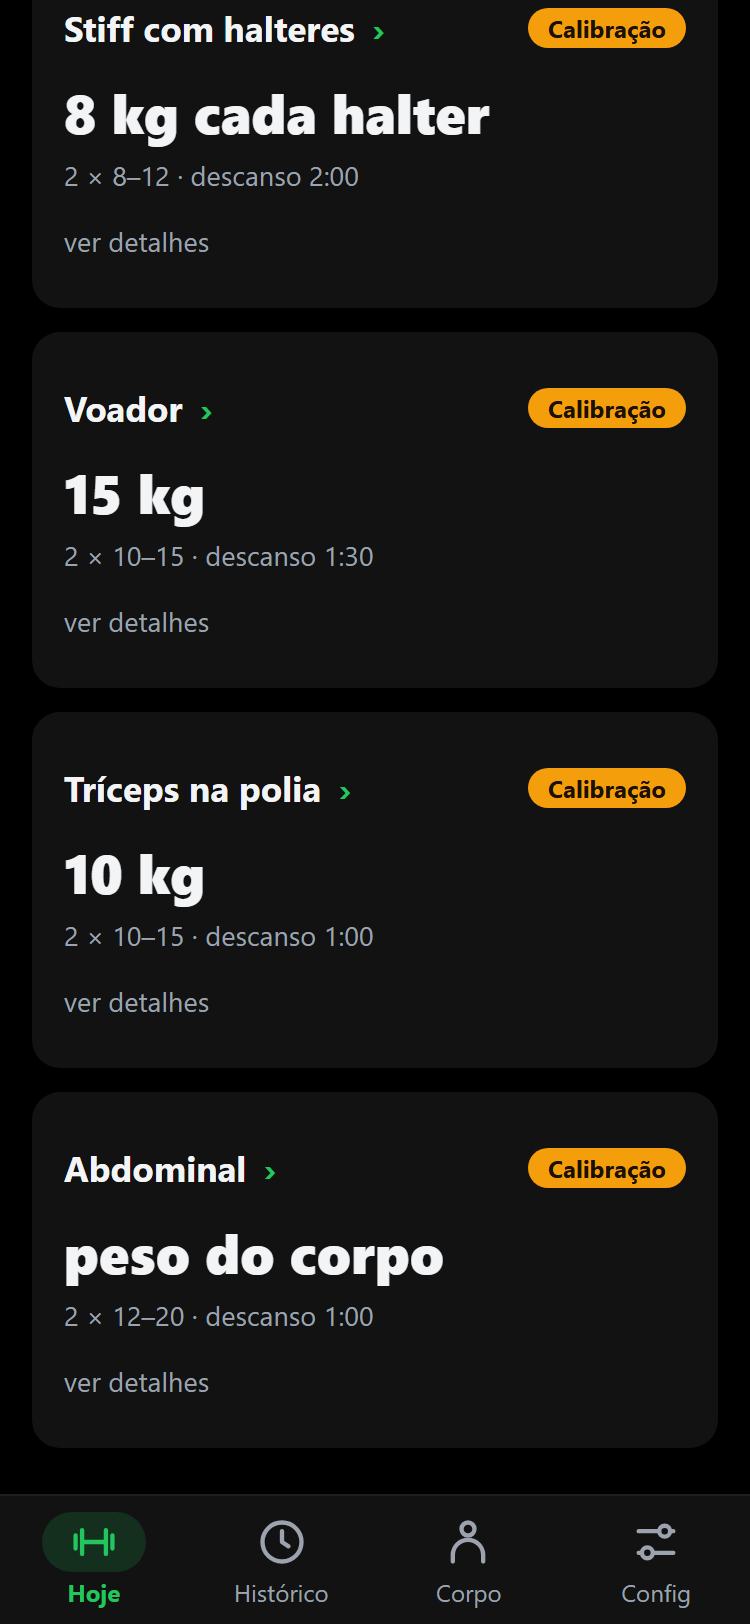 Stiff com halteres ›
Calibração
8 kg cada halter
2 × 8–12 · descanso 2:00
ver detalhes
Voador ›
Calibração
15 kg
2 × 10–15 · descanso 1:30
ver detalhes
Tríceps na polia ›
Calibração
10 kg
2 × 10–15 · descanso 1:00
ver detalhes
Abdominal ›
Calibração
peso do corpo
2 × 12–20 · descanso 1:00
ver detalhes
Hoje
Histórico
Corpo
Config